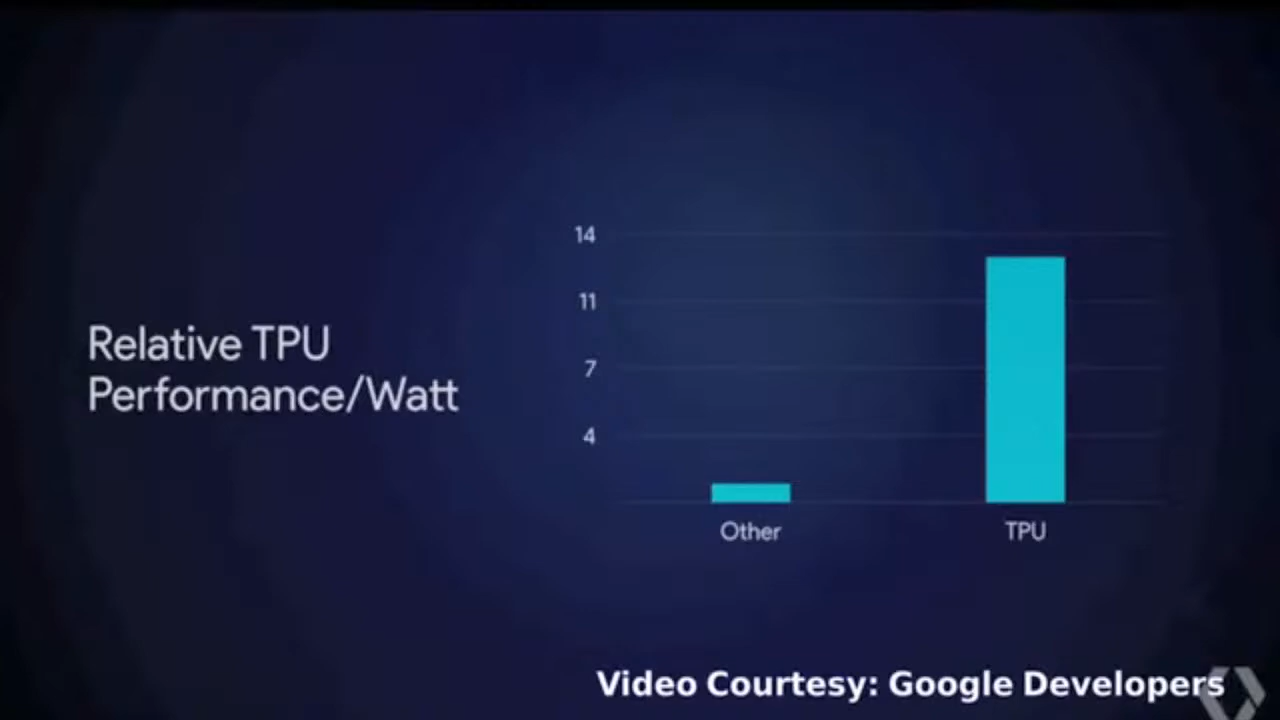 Relative TPU
Performance/Watt
14
11
7
4
Other
TPU
Video Courtesy: Google Developers